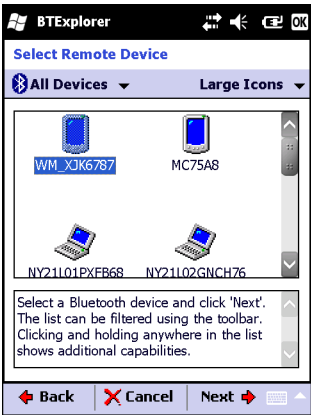 BTExplorer OK
Select Remote Device
All Devices Large Icons
WM_XJK6787 MC75A8
NY21L01PXFB68 NY21L02GNCH76
Select a Bluetooth device and click 'Next'.
The list can be filtered using the toolbar.
Clicking and holding anywhere in the list
shows additional capabilities.
Back Cancel Next